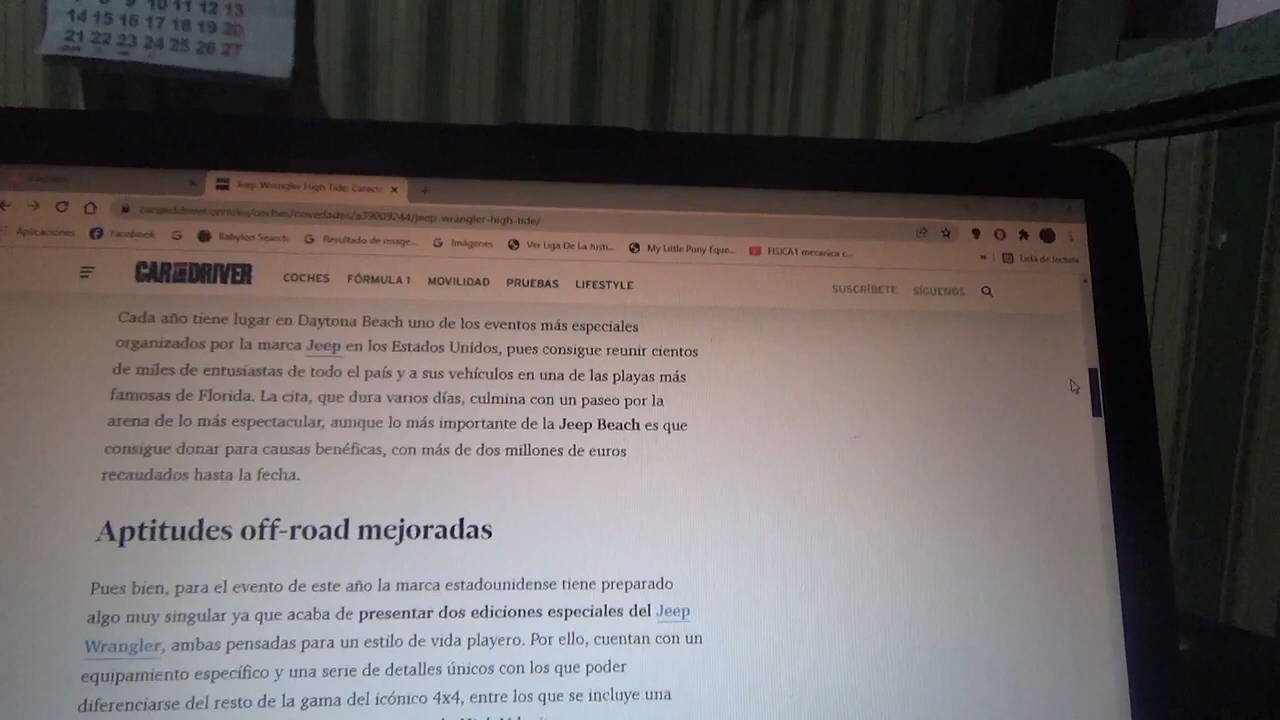 9 10 11 12 13
14 15 16 17 18 19 20
21 22 23 24 25 26 27
Jeep Wrangler High Tide: Caracte
caranddriver.com/es/coches/novedades/a39009244/jeep-wrangler-high-tide/
Aplicaciones Facebook Babylon Search Resultado de image... Imágenes Ver Liga De La Justi... My Little Pony Eque... FISICA1 mecanica c... » Lista de lectura
CAR AND DRIVER COCHES FÓRMULA 1 MOVILIDAD PRUEBAS LIFESTYLE SUSCRÍBETE SÍGUENOS
Cada año tiene lugar en Daytona Beach uno de los eventos más especiales
organizados por la marca Jeep en los Estados Unidos, pues consigue reunir cientos
de miles de entusiastas de todo el país y a sus vehículos en una de las playas más
famosas de Florida. La cita, que dura varios días, culmina con un paseo por la
arena de lo más espectacular, aunque lo más importante de la Jeep Beach es que
consigue donar para causas benéficas, con más de dos millones de euros
recaudados hasta la fecha.
Aptitudes off-road mejoradas
Pues bien, para el evento de este año la marca estadounidense tiene preparado
algo muy singular ya que acaba de presentar dos ediciones especiales del Jeep
Wrangler, ambas pensadas para un estilo de vida playero. Por ello, cuentan con un
equipamiento específico y una serie de detalles únicos con los que poder
diferenciarse del resto de la gama del icónico 4x4, entre los que se incluye una